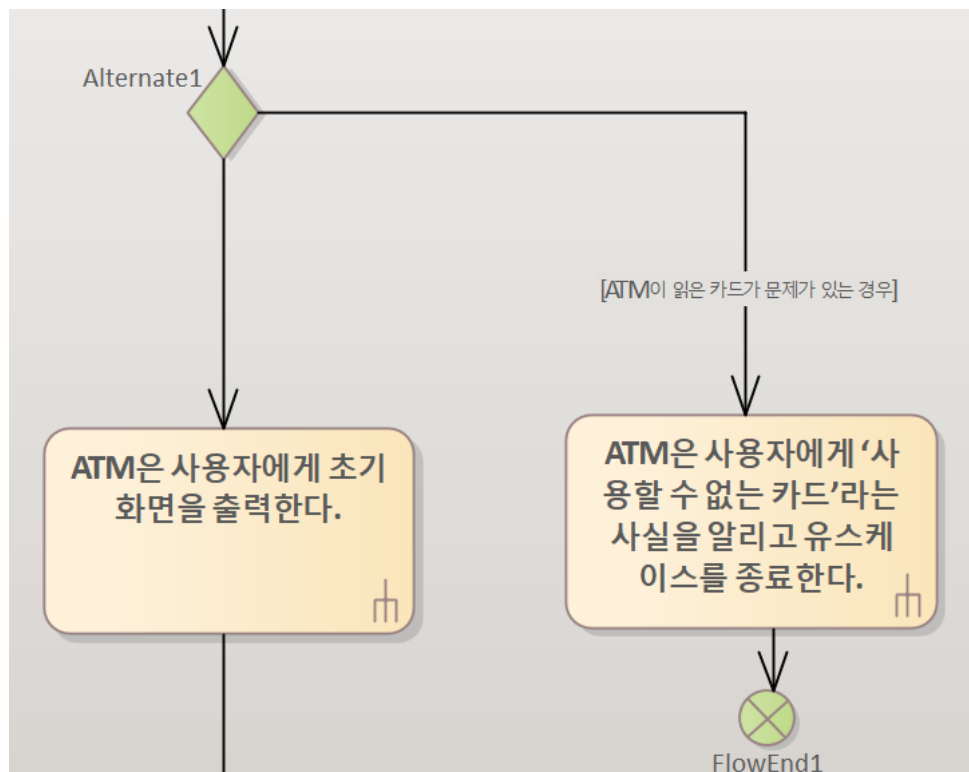 Alternate1
[ATM이 읽은 카드가 문제가 있는 경우]
ATM은 사용자에게 초기
화면을 출력한다.
ATM은 사용자에게 ‘사
용할 수 없는 카드’라는
사실을 알리고 유스케
이스를 종료한다.
FlowEnd1